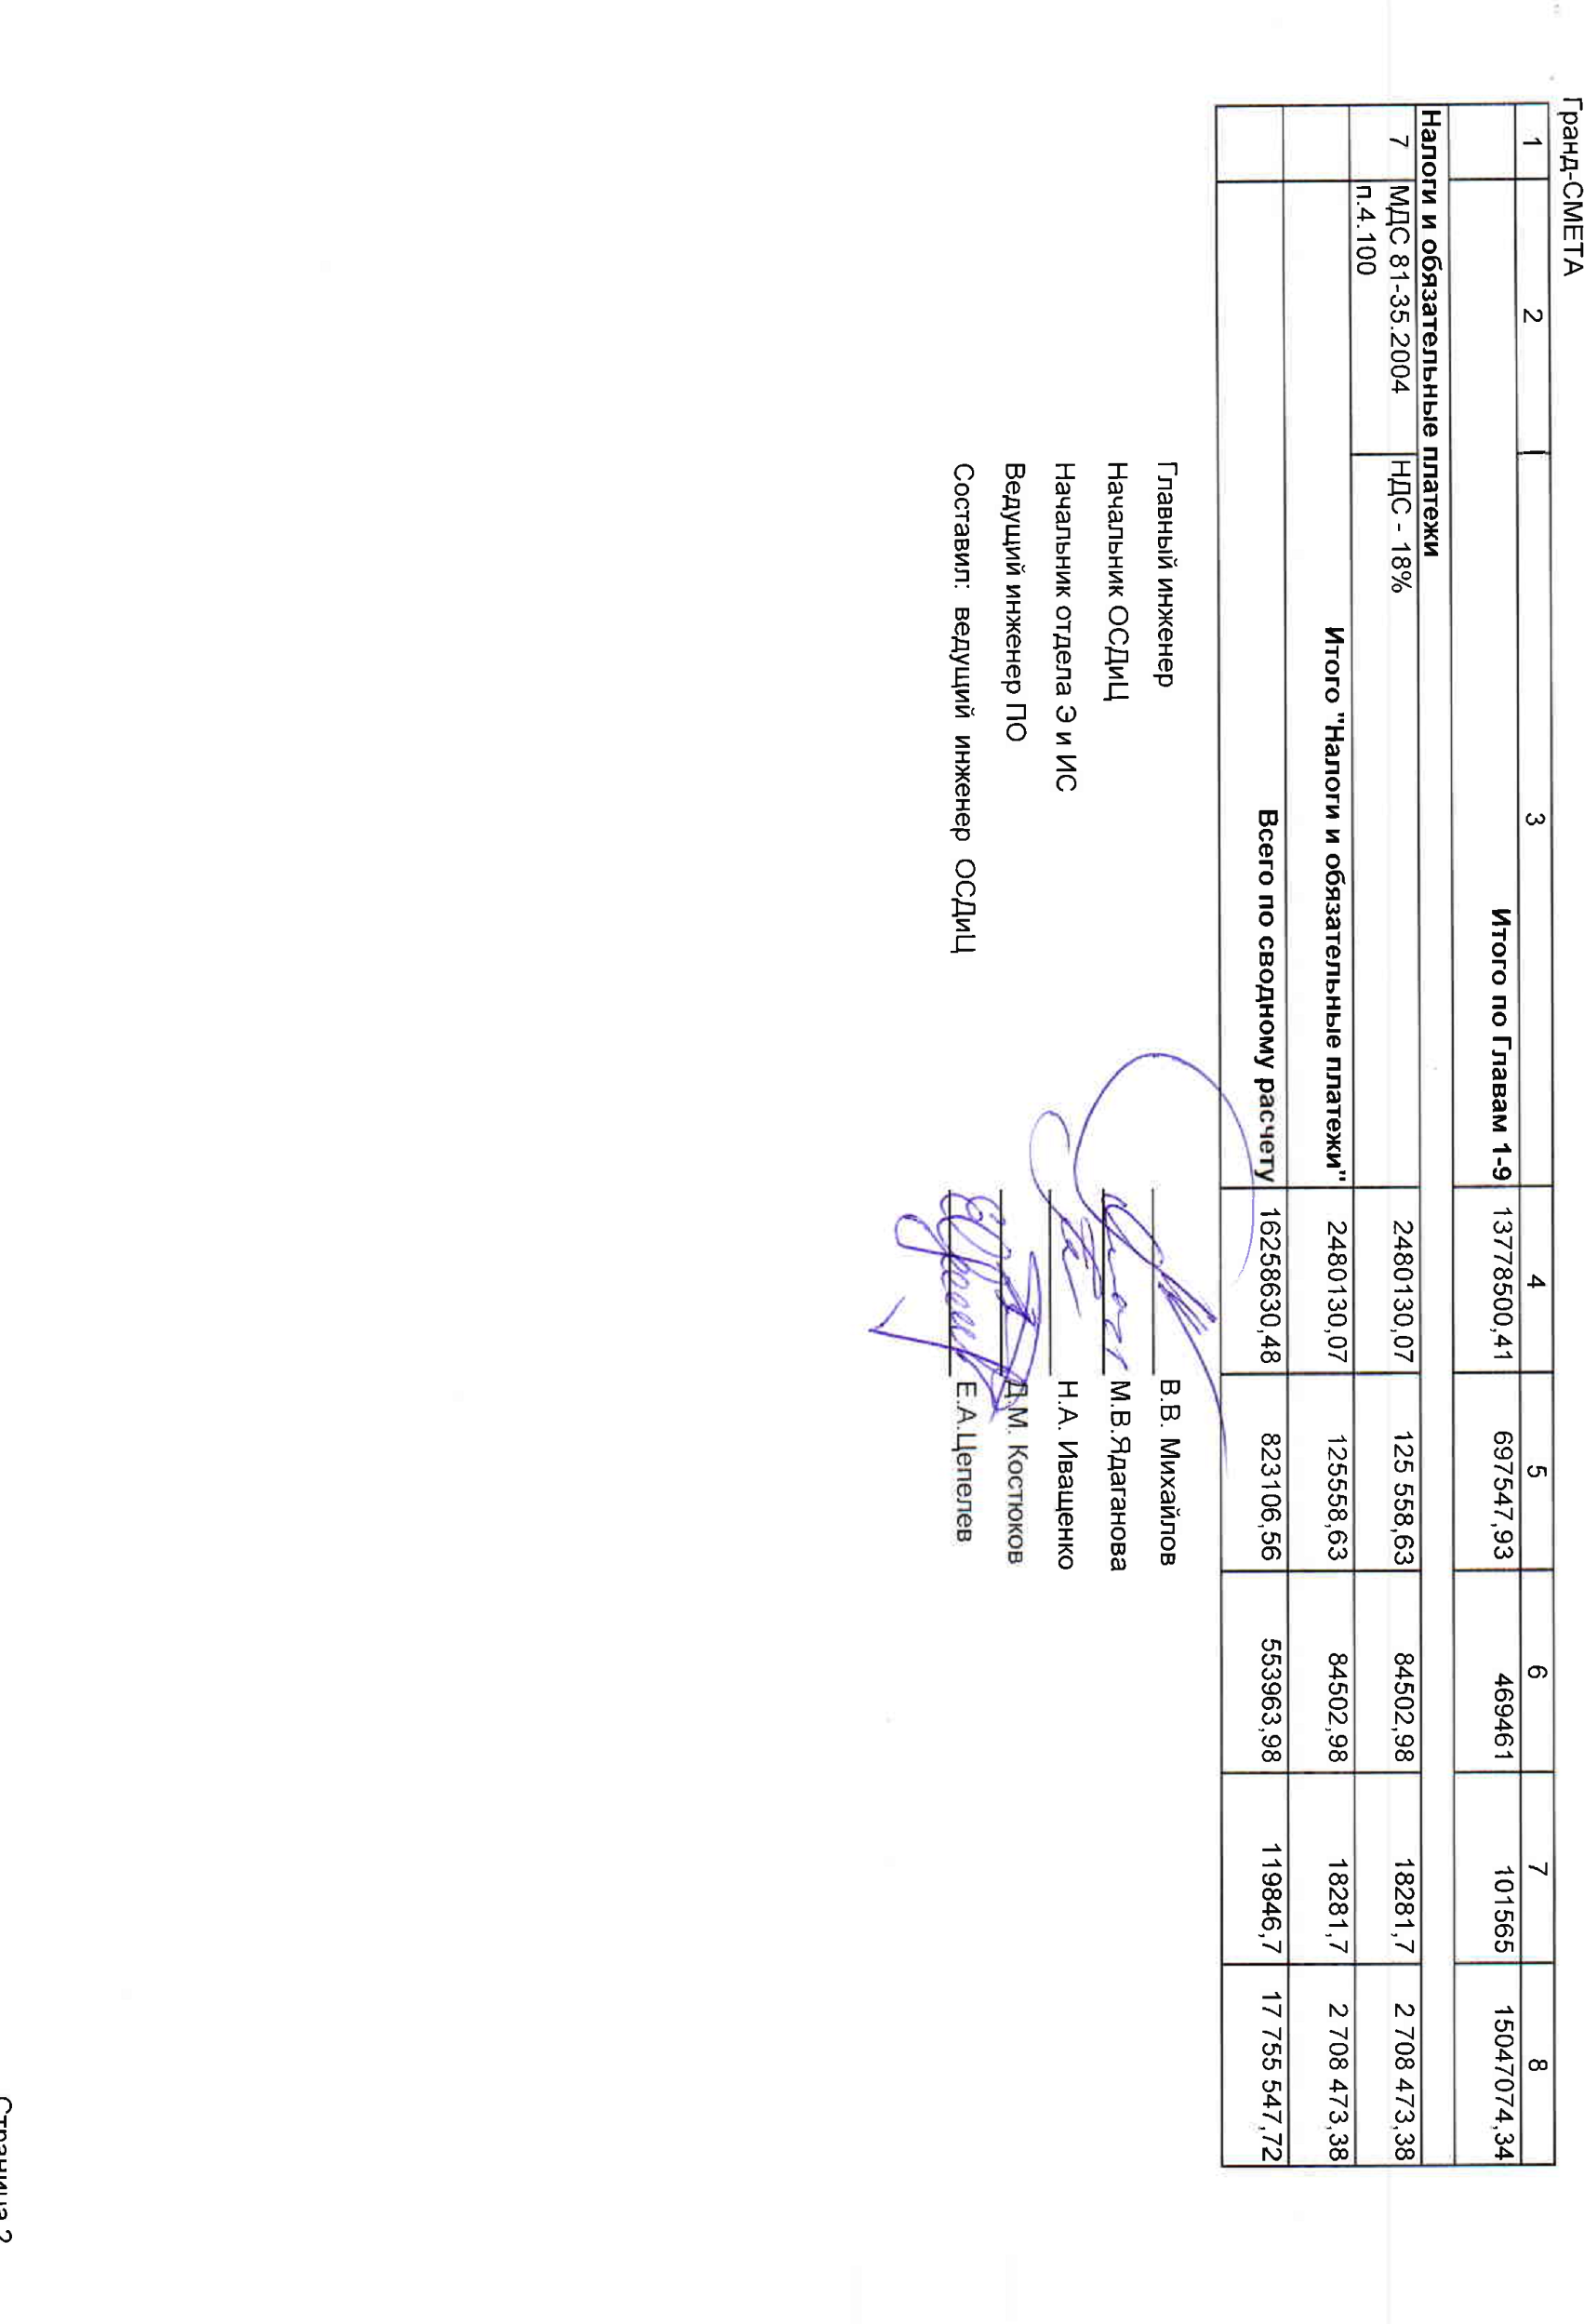 Гранд-СМЕТА
1 2 3 4 5 6 7 8
Итого по Главам 1-9 13778500,41 697547,93 469461 101565 15047074,34
Налоги и обязательные платежи
7 МДС 81-35.2004 НДС - 18% 2480130,07 125 558,63 84502,98 18281,7 2 708 473,38
п.4.100
Итого "Налоги и обязательные платежи" 2480130,07 125558,63 84502,98 18281,7 2 708 473,38
Всего по сводному расчету 16258630,48 823106,56 553963,98 119846,7 17 755 547,72
Главный инженер В.В. Михайлов
Начальник ОСДиЦ М.В.Ядаганова
Начальник отдела Э и ИС Н.А. Иващенко
Ведущий инженер ПО Д.М. Костюков
Составил: ведущий инженер ОСДиЦ Е.А.Цепелев
Страница 2